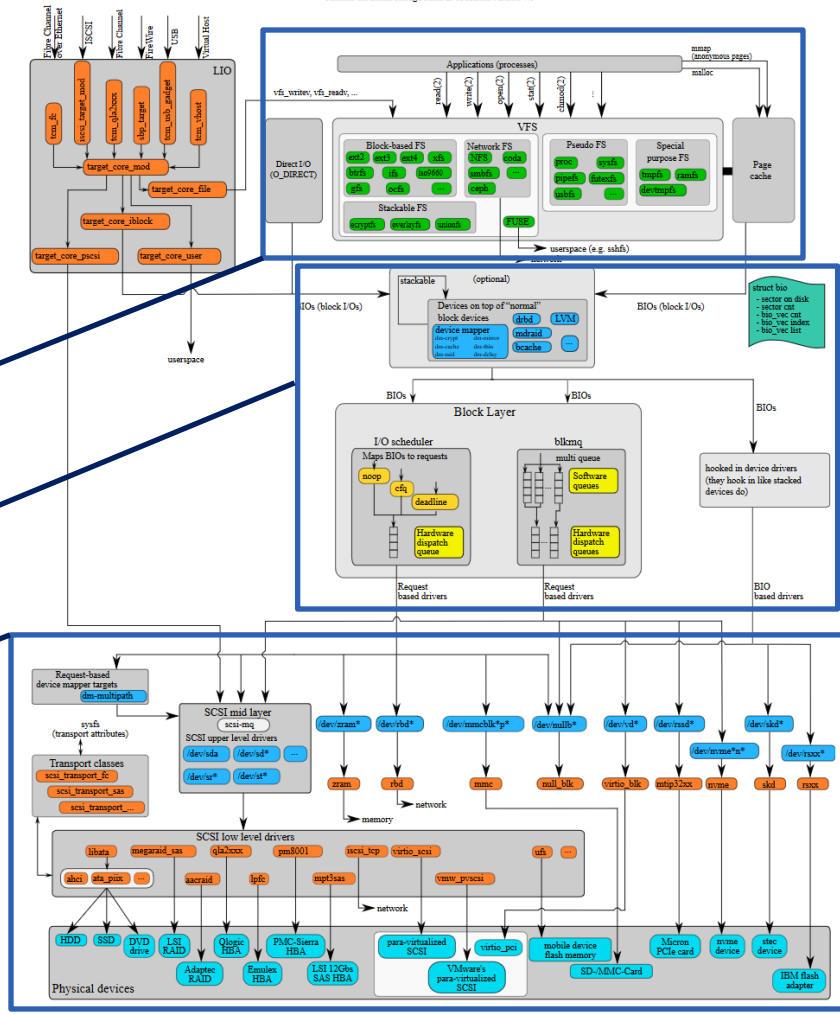 Fibre Channel
over Ethernet
ISCSI
Fibre Channel
FireWire
USB
Virtual Host
LIO
tcm_fc
iscsi_target_mod
tcm_qla2xxx
sbp_target
tcm_usb_gadget
tcm_vhost
target_core_mod
target_core_file
target_core_iblock
target_core_pscsi
target_core_user
userspace
vfs_writev, vfs_readv, ...
Direct I/O
(O_DIRECT)
Applications (processes)
read(2)
write(2)
open(2)
stat(2)
chmod(2)
...
mmap
(anonymous pages)
malloc
VFS
Block-based FS
ext2 ext3 ext4 xfs
btrfs ifs iso9660
gfs ocfs ...
Network FS
NFS coda
smbfs ...
ceph
Pseudo FS
proc sysfs
pipefs futexfs
usbfs ...
Special
purpose FS
tmpfs ramfs
devtmpfs
Stackable FS
ecryptfs overlayfs unionfs
FUSE
userspace (e.g. sshfs)
network
Page
cache
stackable
(optional)
Devices on top of “normal”
block devices
drbd LVM
device mapper
mdraid
dm-crypt dm-mirror
dm-cache dm-thin
dm-raid dm-delay
bcache
...
BIOs (block I/Os)
BIOs (block I/Os)
struct bio
- sector on disk
- sector cnt
- bio_vec cnt
- bio_vec index
- bio_vec list
BIOs
BIOs
BIOs
Block Layer
I/O scheduler
Maps BIOs to requests
noop
cfq
deadline
Hardware
dispatch
queue
blkmq
multi queue
Software
queues
...
Hardware
dispatch
queues
...
hooked in device drivers
(they hook in like stacked
devices do)
Request
based drivers
Request
based drivers
BIO
based drivers
Request-based
device mapper targets
dm-multipath
sysfs
(transport attributes)
Transport classes
scsi_transport_fc
scsi_transport_sas
scsi_transport_...
SCSI mid layer
scsi-mq
SCSI upper level drivers
/dev/sda /dev/sd* ...
/dev/sr* /dev/st*
/dev/zram* /dev/rbd* /dev/mmcblk*p* /dev/nullb* /dev/vd* /dev/rssd* /dev/skd*
/dev/nvme*n* /dev/rsxx*
zram rbd mmc null_blk virtio_blk mtip32xx nvme skd rsxx
network
memory
SCSI low level drivers
libata megaraid_sas qla2xxx pm8001 iscsi_tcp virtio_scsi ufs ...
ahci ata_piix ... aacraid lpfc mpt3sas vmw_pvscsi
network
HDD SSD DVD
drive
LSI
RAID
Adaptec
RAID
Qlogic
HBA
Emulex
HBA
PMC-Sierra
HBA
LSI 12Gbs
SAS HBA
para-virtualized
SCSI
VMware's
para-virtualized
SCSI
virtio_pci
mobile device
flash memory
SD-/MMC-Card
Micron
PCIe card
nvme
device
stec
device
IBM flash
adapter
Physical devices